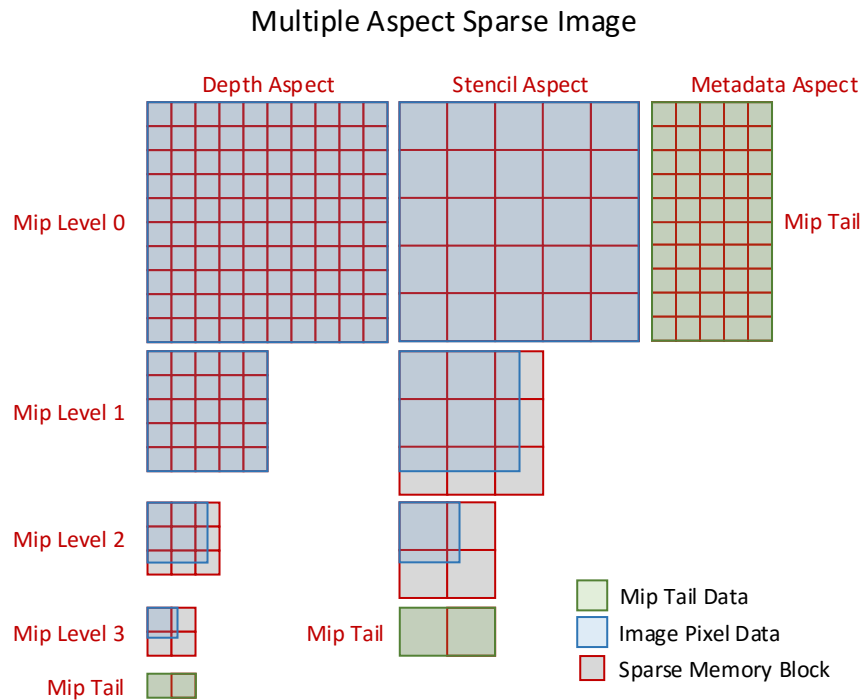 Multiple Aspect Sparse Image
Depth Aspect
Stencil Aspect
Metadata Aspect
Mip Level 0
Mip Tail
Mip Level 1
Mip Level 2
Mip Level 3
Mip Tail
Mip Tail
Mip Tail Data
Image Pixel Data
Sparse Memory Block